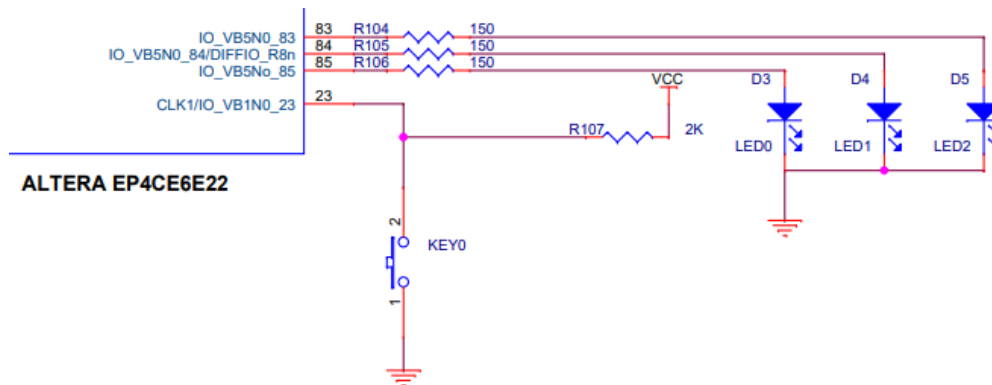 IO_VB5N0_83 83 R104 150
IO_VB5N0_84/DIFFIO_R8n 84 R105 150
IO_VB5No_85 85 R106 150
VCC D3 D4 D5
CLK1/IO_VB1N0_23 23
R107 2K
LED0 LED1 LED2
ALTERA EP4CE6E22
2
KEY0
1